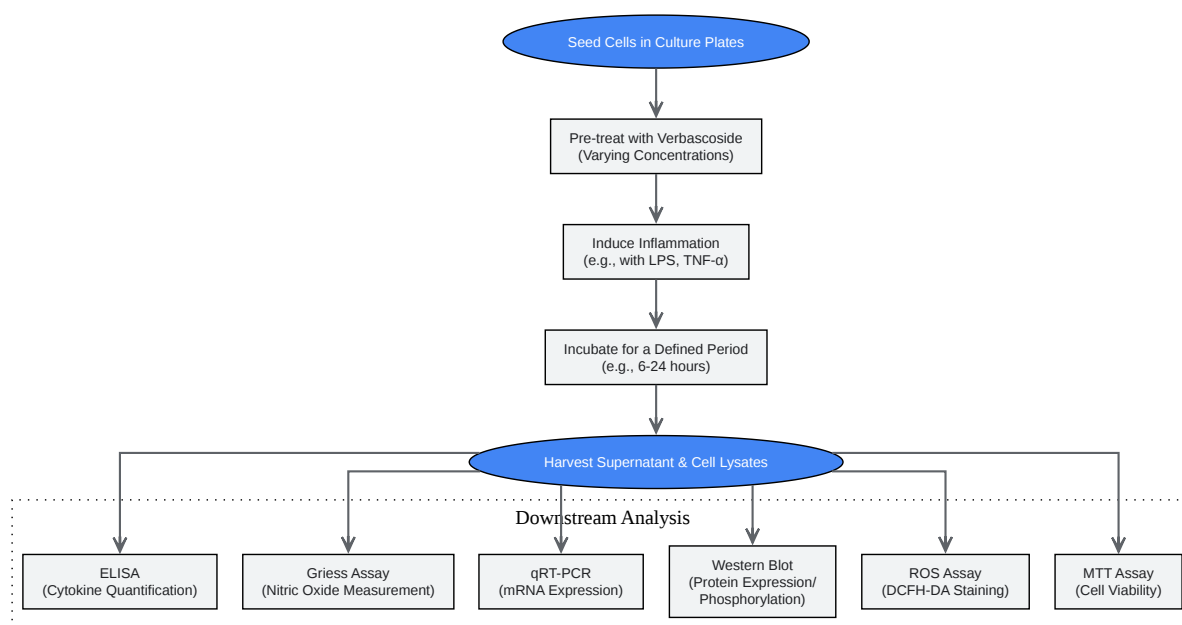 Seed Cells in Culture Plates
Pre-treat with Verbascoside
(Varying Concentrations)
Induce Inflammation
(e.g., with LPS, TNF-α)
Incubate for a Defined Period
(e.g., 6-24 hours)
Harvest Supernatant & Cell Lysates
Downstream Analysis
ELISA
(Cytokine Quantification)
Griess Assay
(Nitric Oxide Measurement)
qRT-PCR
(mRNA Expression)
Western Blot
(Protein Expression/
Phosphorylation)
ROS Assay
(DCFH-DA Staining)
MTT Assay
(Cell Viability)